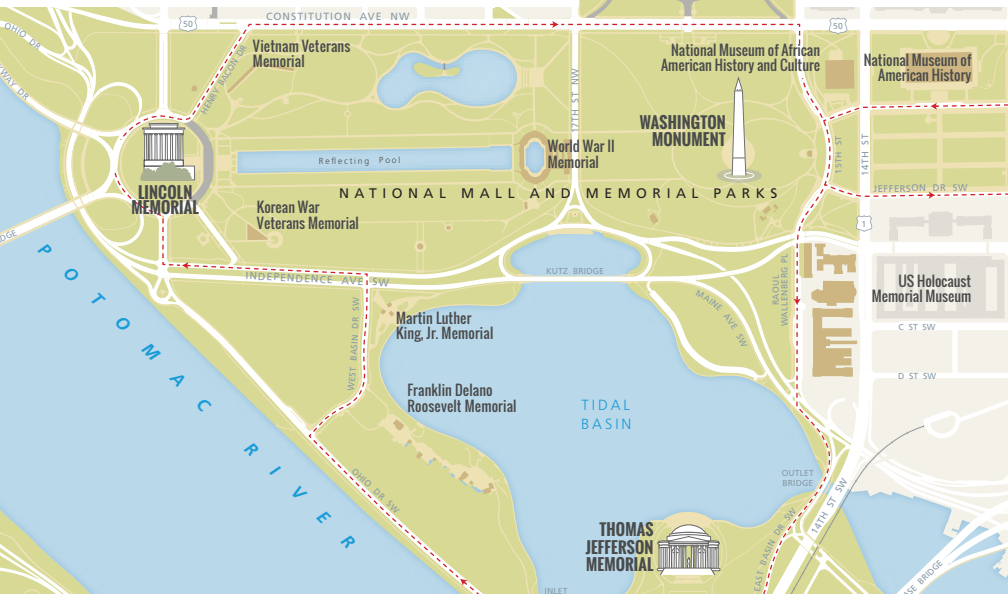 CONSTITUTION AVE NW
50
50
OHIO DR
WAY DR
Vietnam Veterans
Memorial
HENRY BACON DR
17TH ST NW
National Museum of African
American History and Culture
National Museum of
American History
WASHINGTON
MONUMENT
World War II
Memorial
Reflecting Pool
15TH ST
14TH ST
LINCOLN
MEMORIAL
NATIONAL MALL AND MEMORIAL PARKS
JEFFERSON DR SW
Korean War
Veterans Memorial
1
DGE
POTOMAC RIVER
INDEPENDENCE AVE SW
KUTZ BRIDGE
RAOUL
WALLENBERG PL
US Holocaust
Memorial Museum
MAINE AVE SW
WEST BASIN DR SW
Martin Luther
King, Jr. Memorial
C ST SW
D ST SW
Franklin Delano
Roosevelt Memorial
TIDAL
BASIN
OHIO DR SW
OUTLET
BRIDGE
14TH ST SW
EAST BASIN DR SW
THOMAS
JEFFERSON
MEMORIAL
INLET
ASE BRIDGE